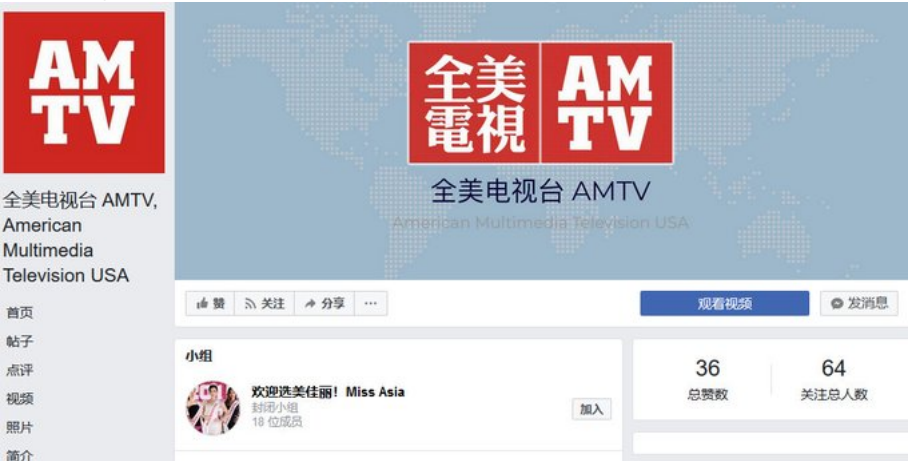 AM
TV
全美电视台 AMTV,
American
Multimedia
Television USA
首页
帖子
点评
视频
照片
简介
全美 AM
電視 TV
全美电视台 AMTV
American Multimedia Television USA
赞 关注 分享 ...
观看视频 发消息
小组
欢迎选美佳丽！Miss Asia
封闭小组
18 位成员
加入
36 64
总赞数 关注总人数